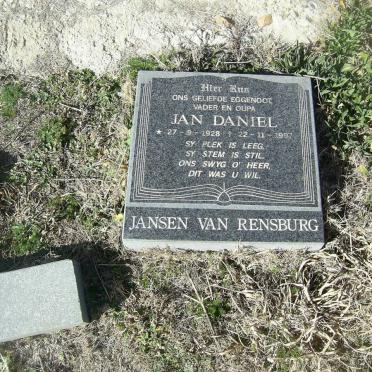 Hier Rus
ONS GELIEFDE EGGENOOT,
VADER EN OUPA
JAN DANIEL
* 27-9-1928 † 22-11-1997
SY PLEK IS LEEG,
SY STEM IS STIL,
ONS SWYG O' HEER,
DIT WAS U WIL.
JANSEN VAN RENSBURG